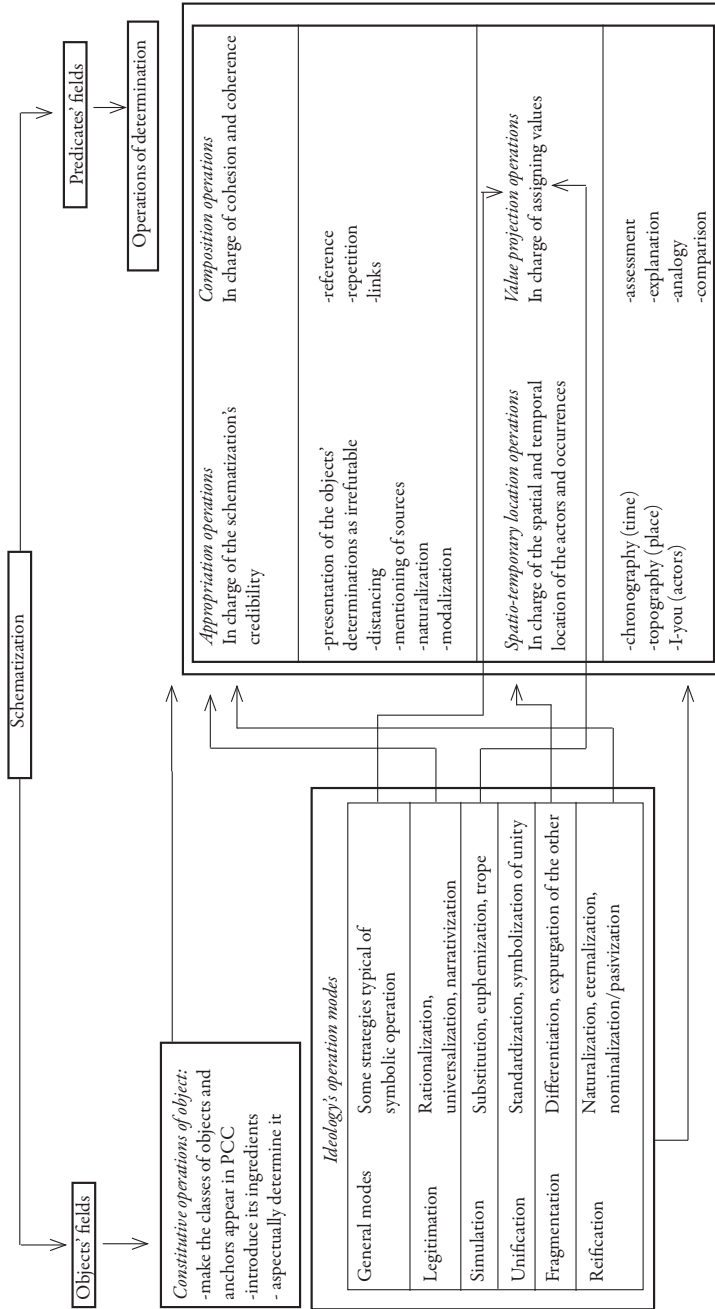 Schematization
Objects' fields
Predicates' fields
Constitutive operations of object:
-make the classes of objects and
anchors appear in PCC
-introduce its ingredients
- aspectually determine it
Operations of determination
Ideology's operation modes
General modes
Some strategies typical of
symbolic operation
Legitimation
Rationalization,
universalization, narrativization
Simulation
Substitution, euphemization, trope
Unification
Standardization, symbolization of unity
Fragmentation
Differentiation, expurgation of the other
Reification
Naturalization, eternalization,
nominalization/pasivization
Appropriation operations
In charge of the schematization's
credibility
Composition operations
In charge of cohesion and coherence
-presentation of the objects'
determinations as irrefutable
-distancing
-mentioning of sources
-naturalization
-modalization
-reference
-repetition
-links
Spatio-temporary location operations
In charge of the spatial and temporal
location of the actors and occurrences
Value projection operations
In charge of assigning values
-chronography (time)
-topography (place)
-I-you (actors)
-assessment
-explanation
-analogy
-comparison